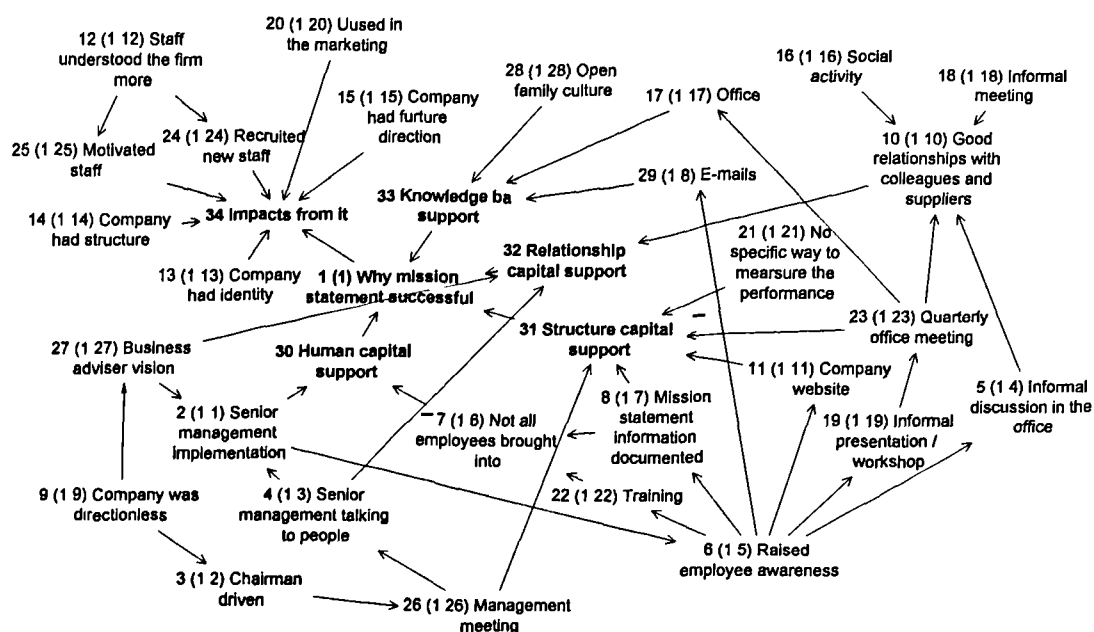 12 (1 12) Staff
understood the firm
more
20 (1 20) Uused in
the marketing
28 (1 28) Open
family culture
16 (1 16) Social
activity
18 (1 18) Informal
meeting
15 (1 15) Company
had furture
direction
17 (1 17) Office
25 (1 25) Motivated
staff
24 (1 24) Recruited
new staff
10 (1 10) Good
relationships with
colleagues and
suppliers
29 (1 8) E-mails
33 Knowledge ba
support
34 Impacts from it
14 (1 14) Company
had structure
13 (1 13) Company
had identity
1 (1) Why mission
statement successful
32 Relationship
capital support
21 (1 21) No
specific way to
mearsure the
performance
31 Structure capital
support
–
23 (1 23) Quarterly
office meeting
27 (1 27) Business
adviser vision
30 Human capital
support
11 (1 11) Company
website
5 (1 4) Informal
discussion in the
office
2 (1 1) Senior
management
implementation
– 7 (1 6) Not all
employees brought
into
8 (1 7) Mission
statement
information
documented
19 (1 19) Informal
presentation /
workshop
9 (1 9) Company was
directionless
4 (1 3) Senior
management talking
to people
22 (1 22) Training
6 (1 5) Raised
employee awareness
3 (1 2) Chairman
driven
26 (1 26) Management
meeting